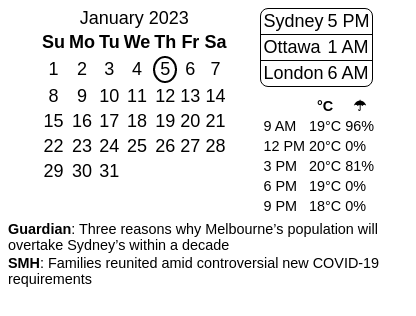 January 2023
Su Mo Tu We Th Fr Sa
1 2 3 4 5 6 7
8 9 10 11 12 13 14
15 16 17 18 19 20 21
22 23 24 25 26 27 28
29 30 31
Sydney 5 PM
Ottawa 1 AM
London 6 AM
°C ☂
9 AM 19°C 96%
12 PM 20°C 0%
3 PM 20°C 81%
6 PM 19°C 0%
9 PM 18°C 0%
Guardian: Three reasons why Melbourne's population will
overtake Sydney's within a decade
SMH: Families reunited amid controversial new COVID-19
requirements